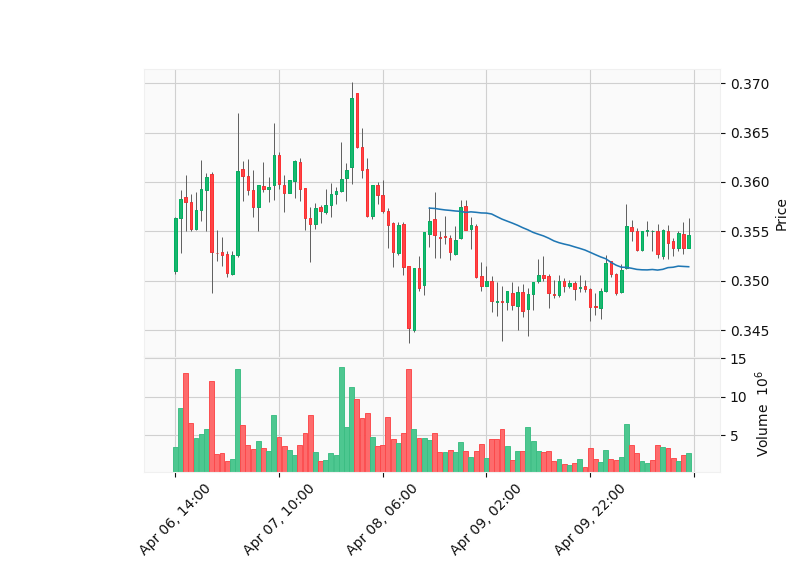 0.370
0.365
0.360
0.355
0.350
0.345
Price
15
10
5
Volume 10^6
Apr 06, 14:00
Apr 07, 10:00
Apr 08, 06:00
Apr 09, 02:00
Apr 09, 22:00